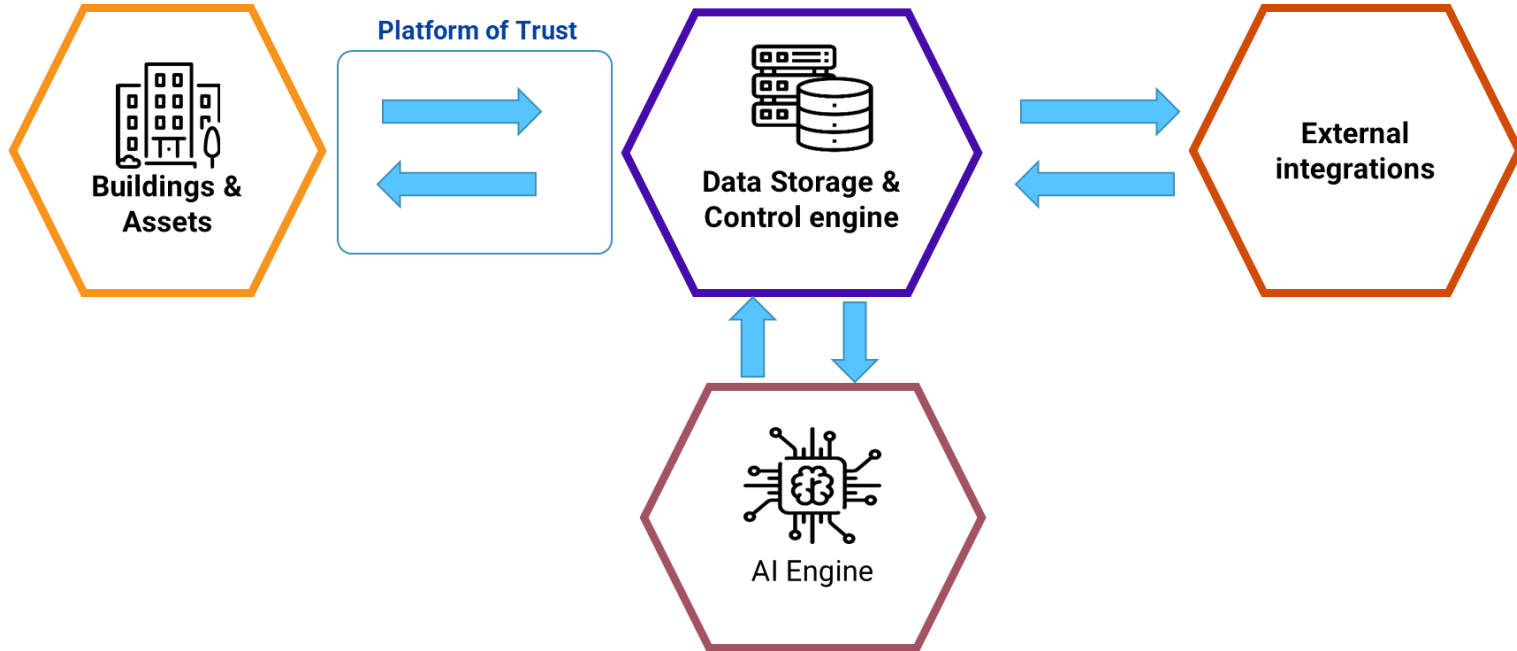 Platform of Trust
Buildings &
Assets
Data Storage &
Control engine
External
integrations
AI Engine